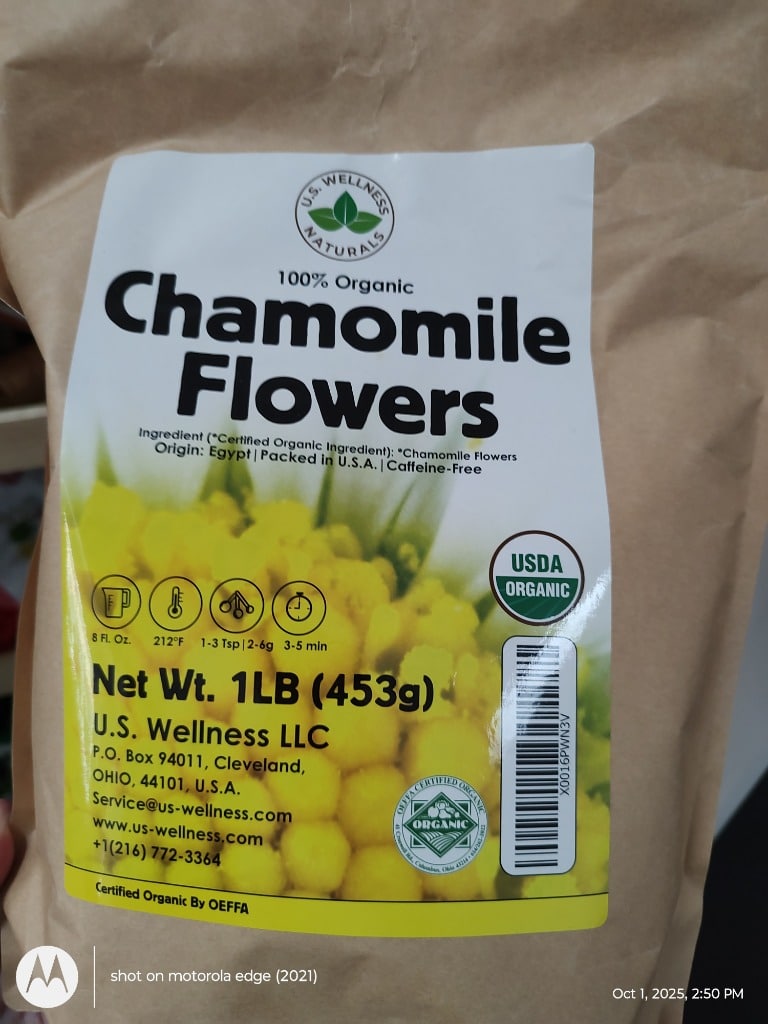 U.S. WELLNESS
NATURALS
100% Organic
Chamomile
Flowers
Ingredient (*Certified Organic Ingredient): *Chamomile Flowers
Origin: Egypt | Packed in U.S.A. | Caffeine-Free
USDA
ORGANIC
8 Fl. Oz.
212°F
1-3 Tsp | 2-6g
3-5 min
Net Wt. 1LB (453g)
U.S. Wellness LLC
P.O. Box 94011, Cleveland,
OHIO, 44101, U.S.A.
Service@us-wellness.com
www.us-wellness.com
+1(216) 772-3364
X0016PWN3V
OEFFA CERTIFIED ORGANIC
ORGANIC
Certified Organic By OEFFA
shot on motorola edge (2021)
Oct 1, 2025, 2:50 PM